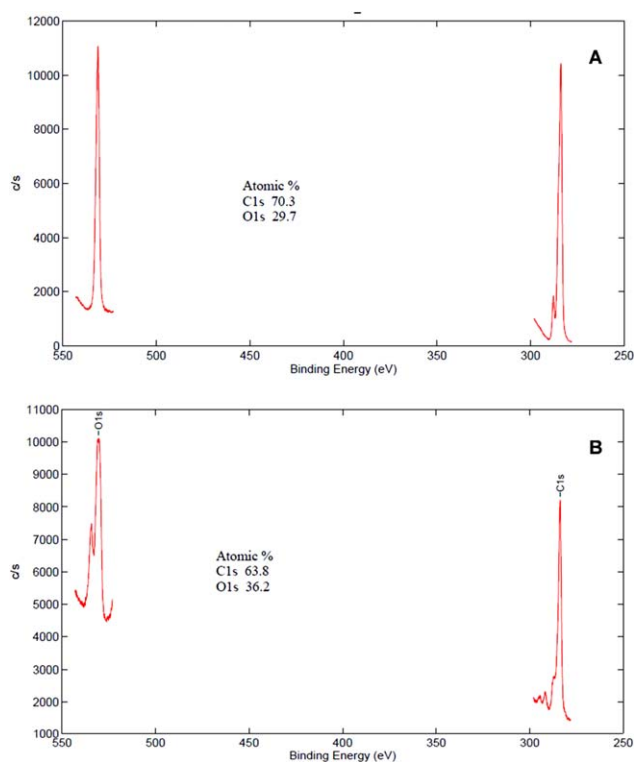 12000
A
10000
8000
c/s
6000
Atomic %
C1s 70.3
O1s 29.7
4000
2000
0
550 500 450 400 350 300 250
Binding Energy (eV)
11000
O1s
B
10000
9000
C1s
8000
7000
c/s
6000
Atomic %
C1s 63.8
O1s 36.2
5000
4000
3000
2000
1000
550 500 450 400 350 300 250
Binding Energy (eV)